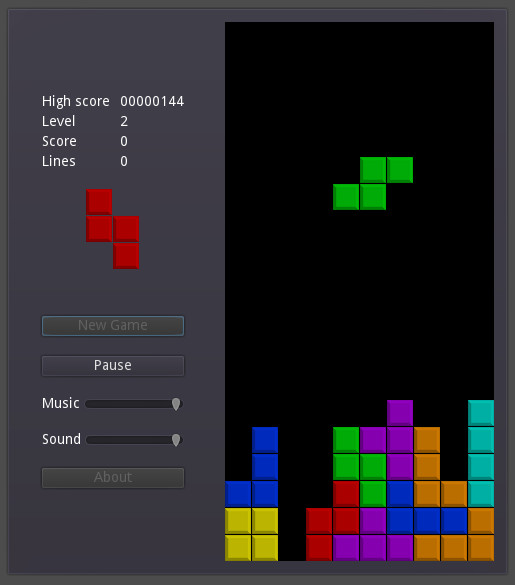 High score 00000144
Level 2
Score 0
Lines 0
New Game
Pause
Music
Sound
About